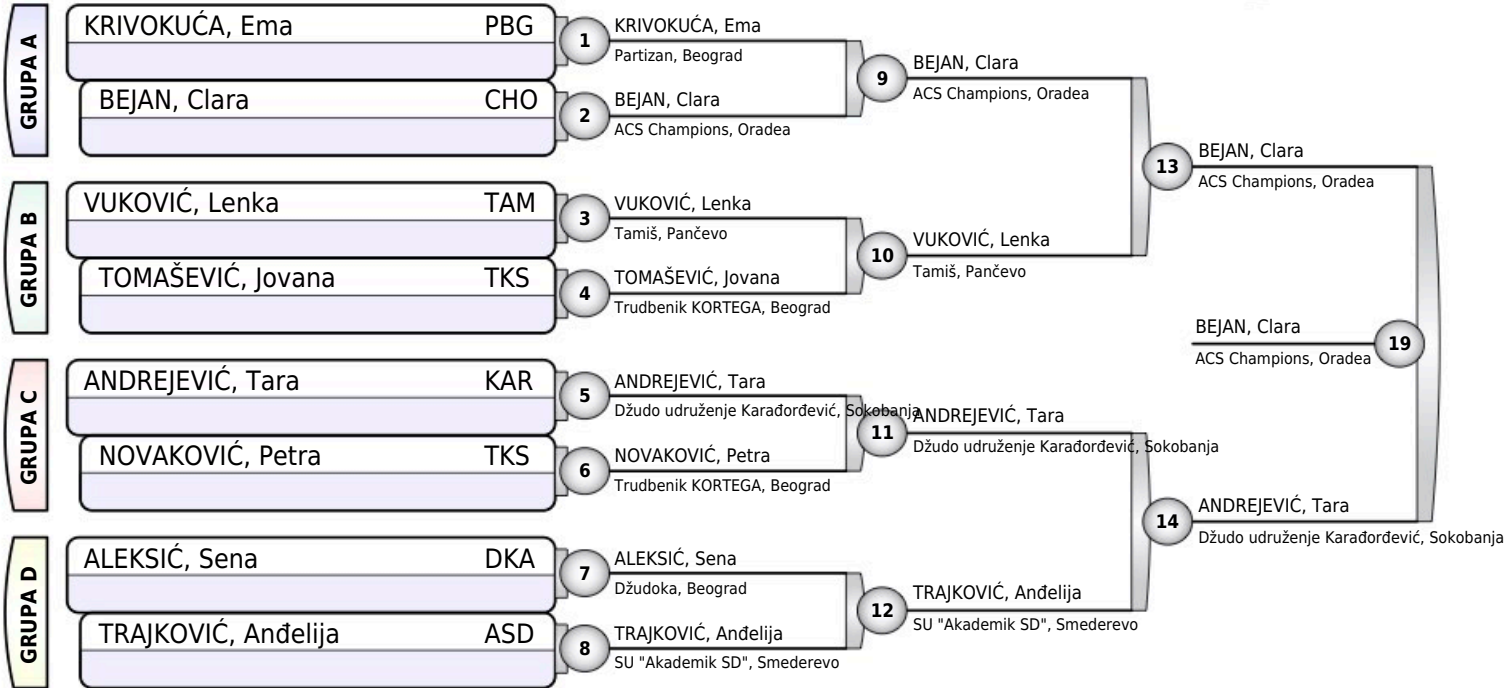 GRUPA A
KRIVOKUĆA, Ema PBG
BEJAN, Clara CHO
GRUPA B
VUKOVIĆ, Lenka TAM
TOMAŠEVIĆ, Jovana TKS
GRUPA C
ANDREJEVIĆ, Tara KAR
NOVAKOVIĆ, Petra TKS
GRUPA D
ALEKSIĆ, Sena DKA
TRAJKOVIĆ, Anđelija ASD
1
KRIVOKUĆA, Ema
Partizan, Beograd
2
BEJAN, Clara
ACS Champions, Oradea
3
VUKOVIĆ, Lenka
Tamiš, Pančevo
4
TOMAŠEVIĆ, Jovana
Trudbenik KORTEGA, Beograd
5
ANDREJEVIĆ, Tara
Džudo udruženje Karađorđević, Sokobanja
6
NOVAKOVIĆ, Petra
Trudbenik KORTEGA, Beograd
7
ALEKSIĆ, Sena
Džudoka, Beograd
8
TRAJKOVIĆ, Anđelija
SU "Akademik SD", Smederevo
9
BEJAN, Clara
ACS Champions, Oradea
10
VUKOVIĆ, Lenka
Tamiš, Pančevo
11
ANDREJEVIĆ, Tara
Džudo udruženje Karađorđević, Sokobanja
12
TRAJKOVIĆ, Anđelija
SU "Akademik SD", Smederevo
13
BEJAN, Clara
ACS Champions, Oradea
14
ANDREJEVIĆ, Tara
Džudo udruženje Karađorđević, Sokobanja
BEJAN, Clara
ACS Champions, Oradea
19